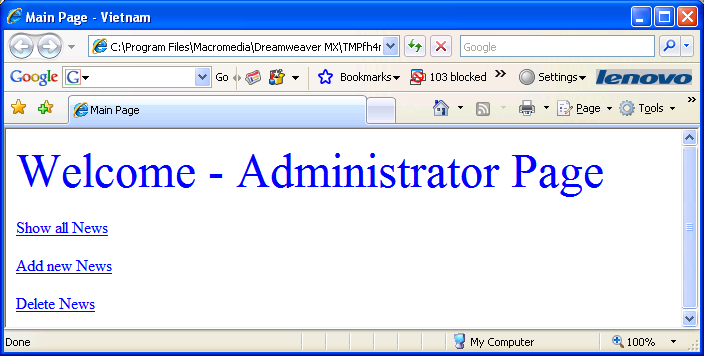 Main Page - Vietnam
C:\Program Files\Macromedia\Dreamweaver MX\TMPfh4r
Google
Google G Go Bookmarks 103 blocked » Settings lenovo
Main Page Page Tools »
Welcome - Administrator Page
Show all News
Add new News
Delete News
Done My Computer 100%